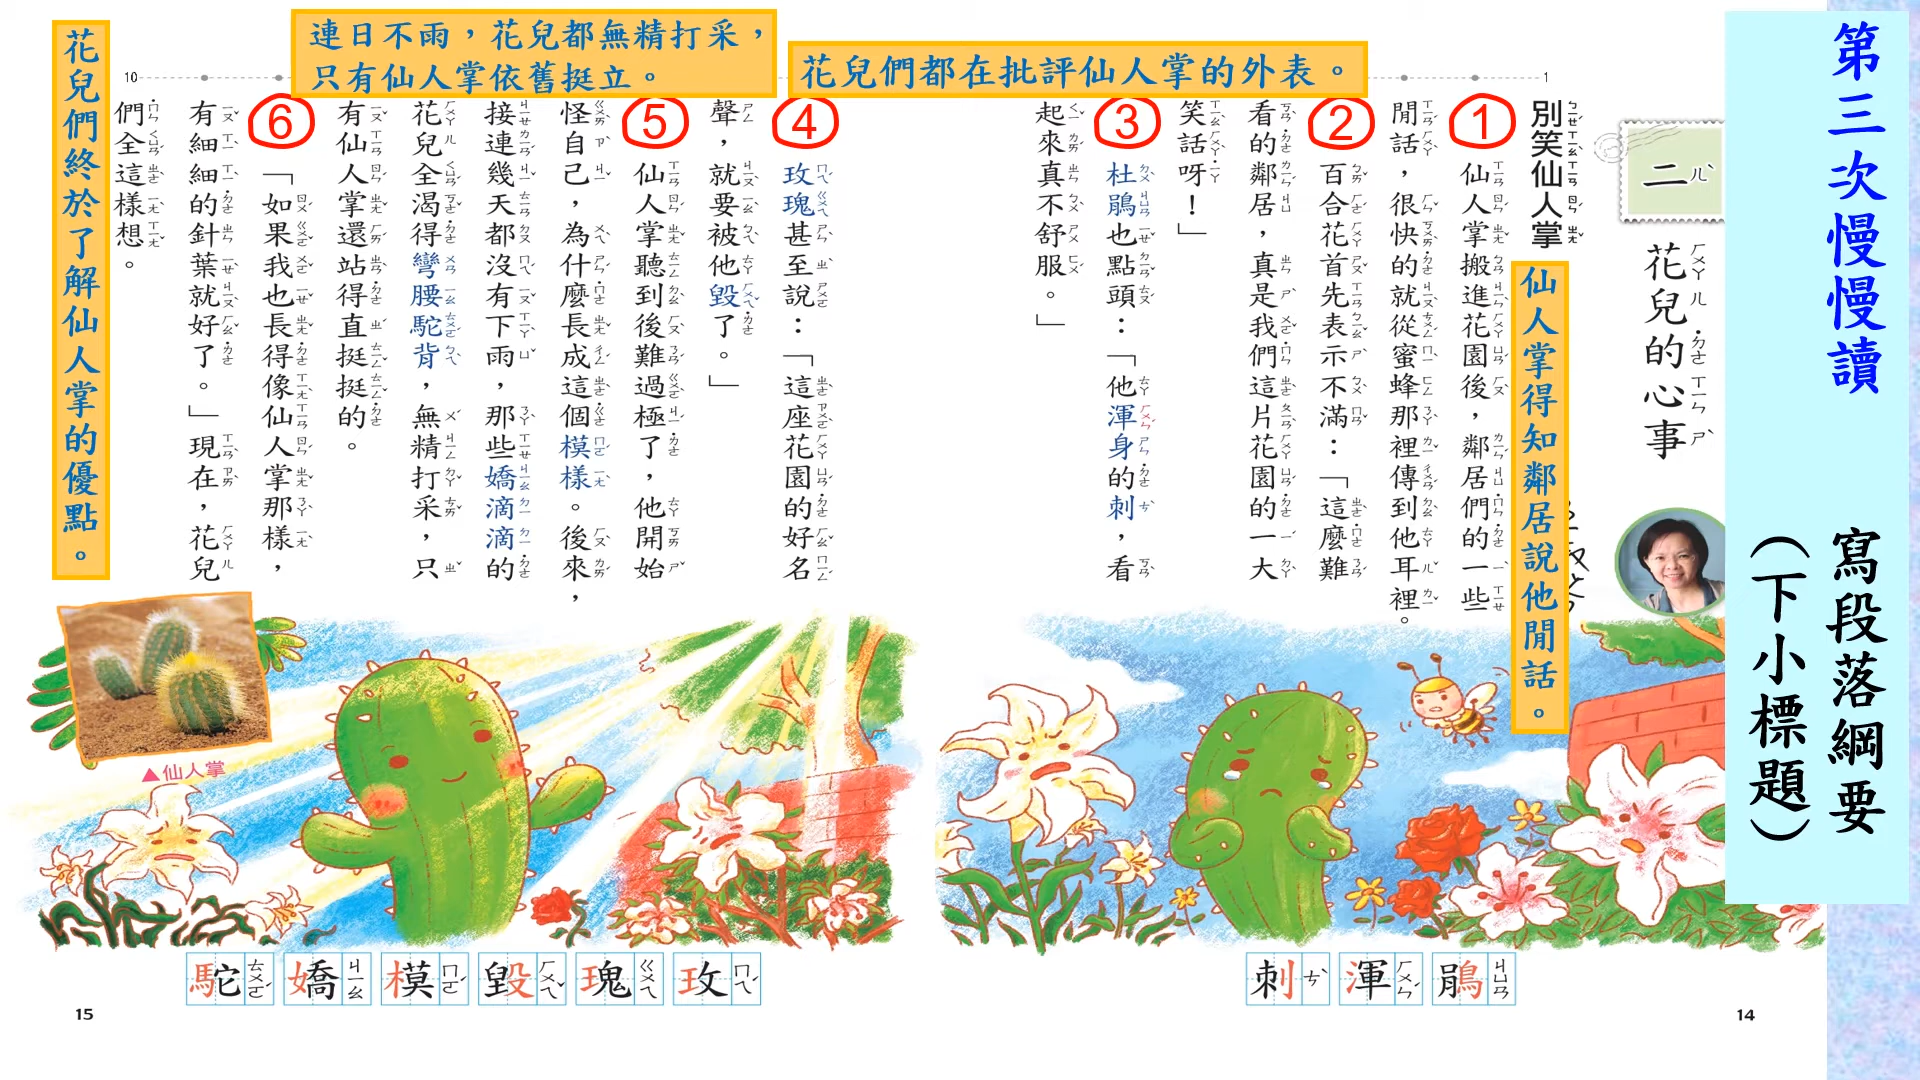 第三次慢慢讀
寫段落綱要
（下小標題）
二
花兒的心事
別笑仙人掌
仙人掌得知鄰居說他閒話。
花兒們都在批評仙人掌的外表。
連日不雨，花兒都無精打采，
只有仙人掌依舊挺立。
花兒們終於了解仙人掌的優點。
1
① 仙人掌搬進花園後，鄰居們的一些
閒話，很快的就從蜜蜂那裡傳到他耳裡。
② 百合花首先表示不滿：「這麼難
看的鄰居，真是我們這片花園的一大
笑話呀！」
③ 杜鵑也點頭：「他渾身的刺，看
起來真不舒服。」
④ 玫瑰甚至說：「這座花園的好名
聲，就要被他毀了。」
⑤ 仙人掌聽到後難過極了，他開始
怪自己，為什麼長成這個模樣。後來，
接連幾天都沒有下雨，那些嬌滴滴的
花兒全渴得彎腰駝背，無精打采，只
有仙人掌還站得直挺挺的。
⑥ 「如果我也長得像仙人掌那樣，
有細細的針葉就好了。」現在，花兒
們全這樣想。
10
▲仙人掌
鵑 ㄐㄩㄢ
渾 ㄏㄨㄣˊ
刺 ㄘˋ
玫 ㄇㄟˊ
瑰 ㄍㄨㄟ
毀 ㄏㄨㄟˇ
模 ㄇㄛˊ
嬌 ㄐㄧㄠ
駝 ㄊㄨㄛˊ
14
15